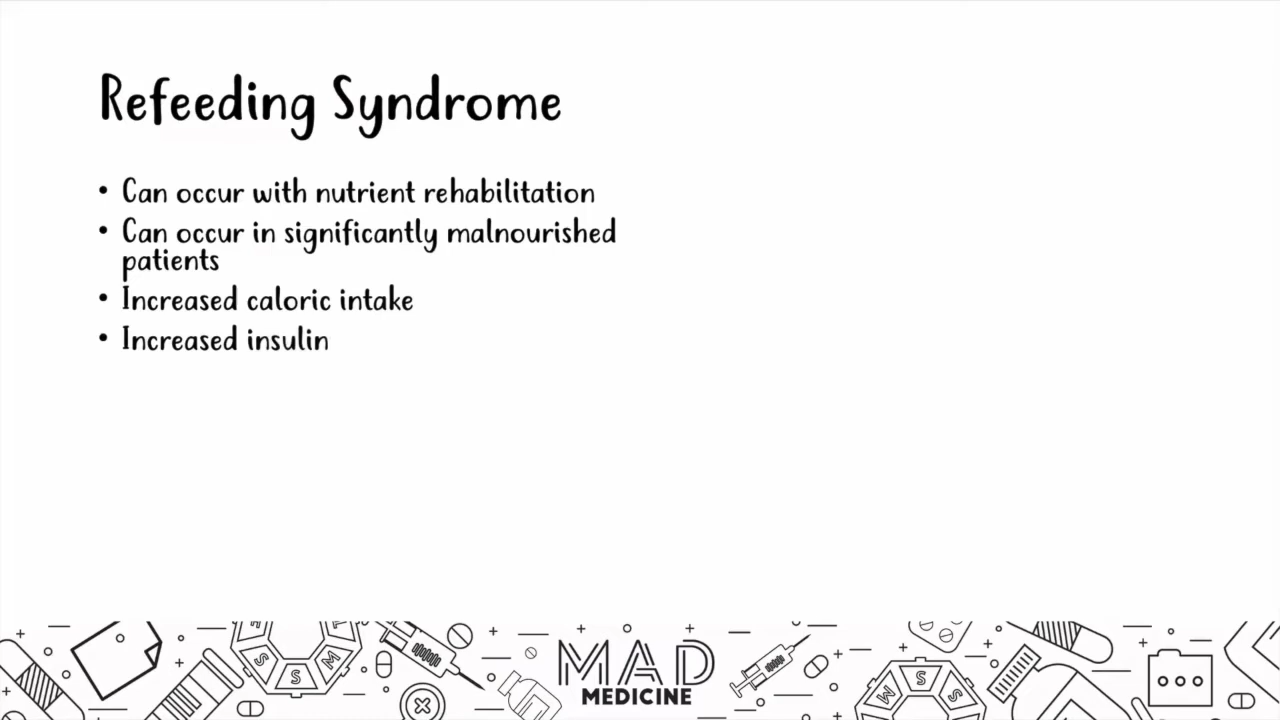 Refeeding Syndrome
• Can occur with nutrient rehabilitation
• Can occur in significantly malnourished
patients
• Increased caloric intake
• Increased insulin
MAD
MEDICINE